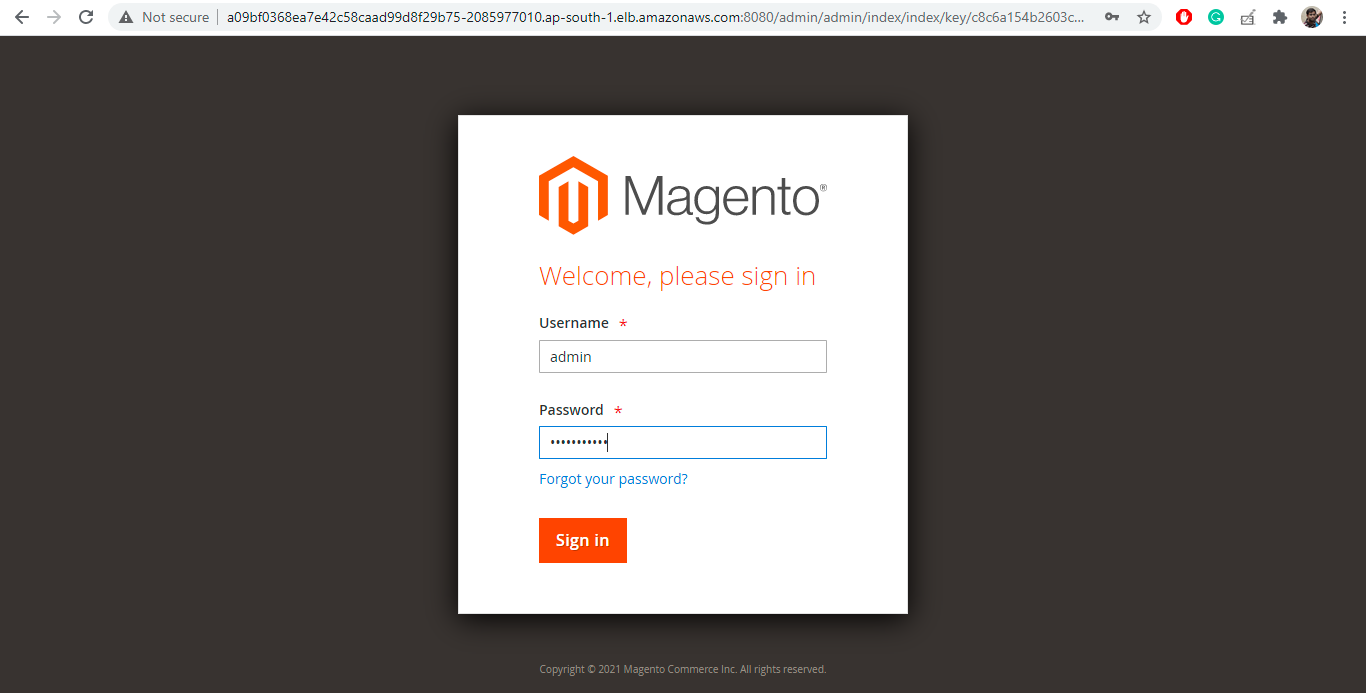 Not secure
a09bf0368ea7e42c58caad99d8f29b75-2085977010.ap-south-1.elb.amazonaws.com:8080/admin/admin/index/index/key/c8c6a154b2603c...
Magento®
Welcome, please sign in
Username *
admin
Password *
•••••••••••
Forgot your password?
Sign in
Copyright © 2021 Magento Commerce Inc. All rights reserved.